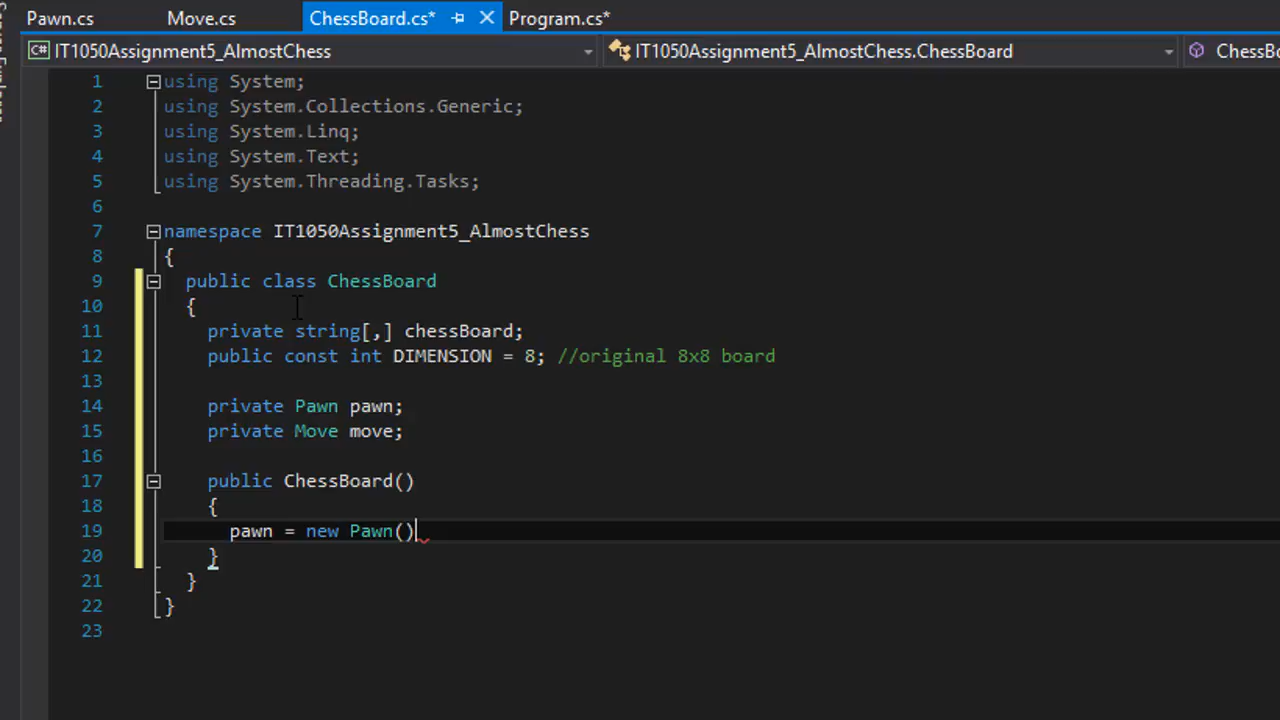 Pawn.cs Move.cs ChessBoard.cs* Program.cs*
C# IT1050Assignment5_AlmostChess IT1050Assignment5_AlmostChess.ChessBoard
1 using System;
2 using System.Collections.Generic;
3 using System.Linq;
4 using System.Text;
5 using System.Threading.Tasks;
6
7 namespace IT1050Assignment5_AlmostChess
8 {
9 public class ChessBoard
10 {
11 private string[,] chessBoard;
12 public const int DIMENSION = 8; //original 8x8 board
13
14 private Pawn pawn;
15 private Move move;
16
17 public ChessBoard()
18 {
19 pawn = new Pawn()
20 }
21 }
22 }
23